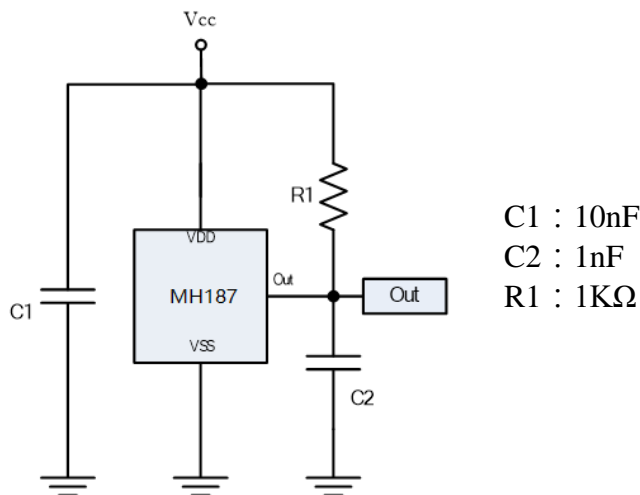 Vcc
R1
VDD
MH187
Out
Out
VSS
C1
C2
C1：10nF
C2：1nF
R1：1KΩ